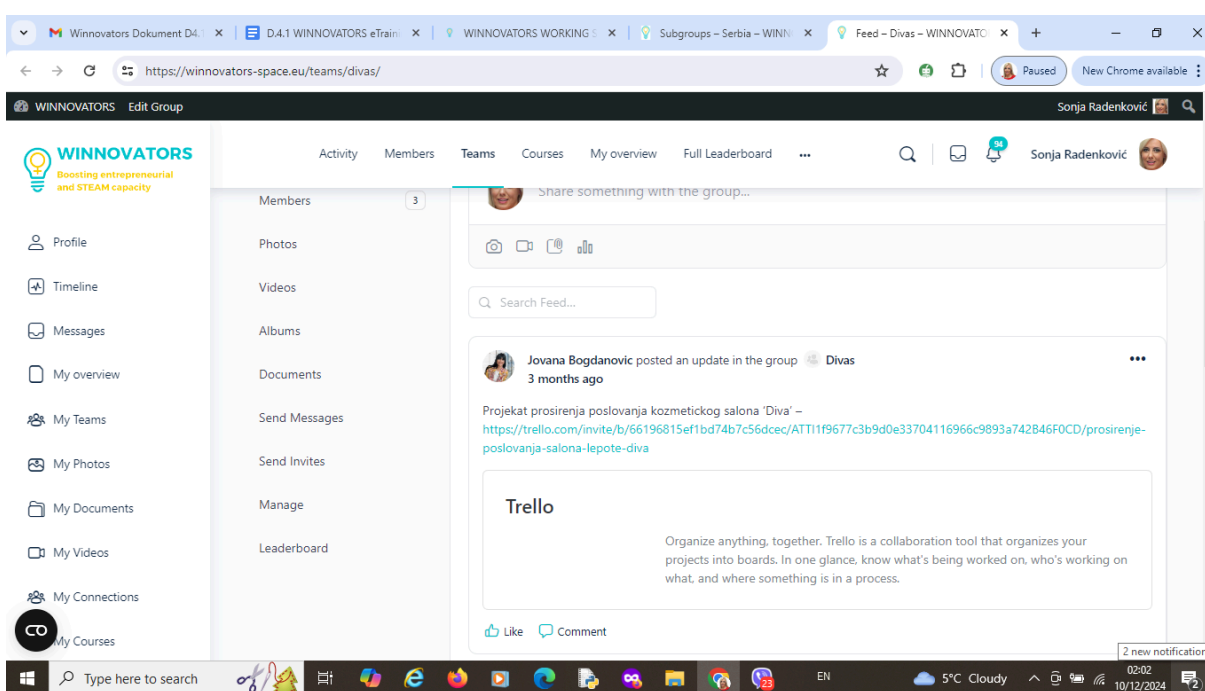 Winnovators Dokument D4.1
D.4.1 WINNOVATORS eTraini
WINNOVATORS WORKING S
Subgroups – Serbia – WINN
Feed – Divas – WINNOVATO
https://winnovators-space.eu/teams/divas/
Paused
New Chrome available
WINNOVATORS Edit Group
Sonja Radenković
WINNOVATORS
Boosting entrepreneurial
and STEAM capacity
Activity Members Teams Courses My overview Full Leaderboard
94
Sonja Radenković
Profile
Timeline
Messages
My overview
My Teams
My Photos
My Documents
My Videos
My Connections
My Courses
Members 3
Photos
Videos
Albums
Documents
Send Messages
Send Invites
Manage
Leaderboard
Share something with the group...
Search Feed...
Jovana Bogdanovic posted an update in the group Divas
3 months ago
Projekat prosirenja poslovanja kozmetickog salona 'Diva' –
https://trello.com/invite/b/66196815ef1bd74b7c56dcec/ATTI1f9677c3b9d0e33704116966c9893a742B46F0CD/prosirenje-
poslovanja-salona-lepote-diva
Trello
Organize anything, together. Trello is a collaboration tool that organizes your
projects into boards. In one glance, know what's being worked on, who's working on
what, and where something is in a process.
Like Comment
2 new notification
Type here to search
23
EN
5°C Cloudy
02:02
10/12/2024
2